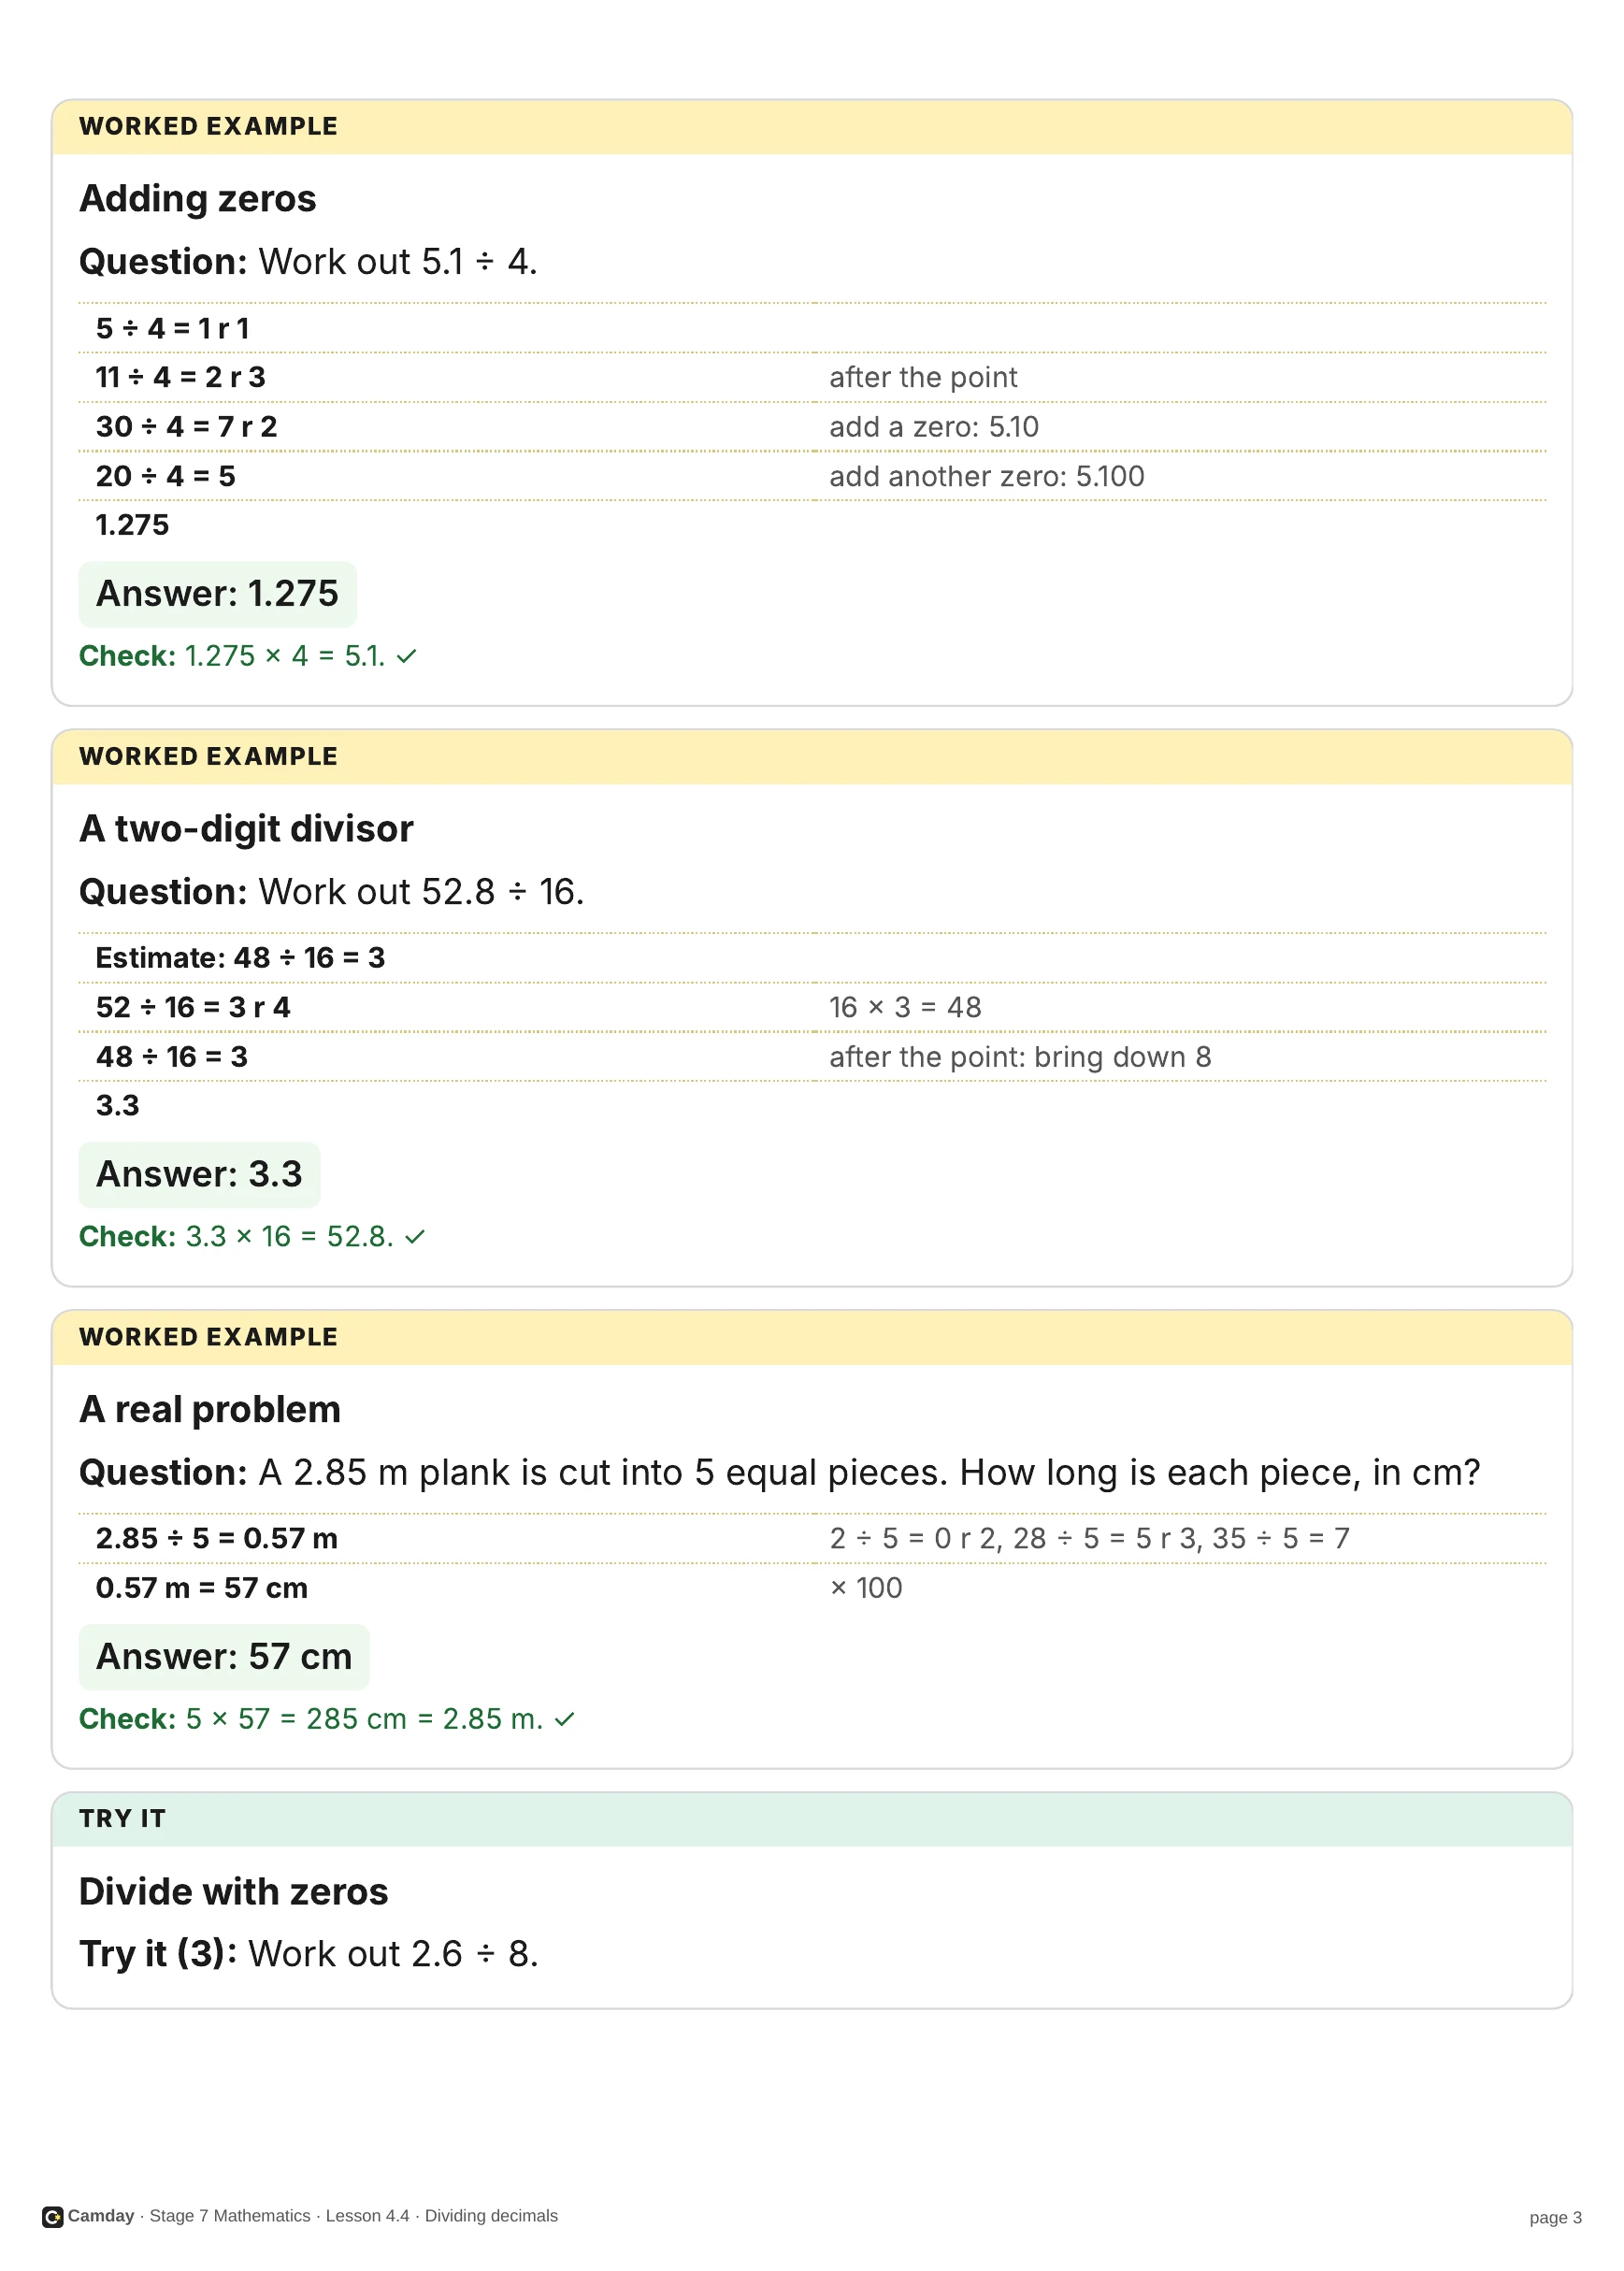 WORKED EXAMPLE
Adding zeros
Question: Work out 5.1 ÷ 4.
5 ÷ 4 = 1 r 1
11 ÷ 4 = 2 r 3 after the point
30 ÷ 4 = 7 r 2 add a zero: 5.10
20 ÷ 4 = 5 add another zero: 5.100
1.275
Answer: 1.275
Check: 1.275 × 4 = 5.1. ✓
WORKED EXAMPLE
A two-digit divisor
Question: Work out 52.8 ÷ 16.
Estimate: 48 ÷ 16 = 3
52 ÷ 16 = 3 r 4 16 × 3 = 48
48 ÷ 16 = 3 after the point: bring down 8
3.3
Answer: 3.3
Check: 3.3 × 16 = 52.8. ✓
WORKED EXAMPLE
A real problem
Question: A 2.85 m plank is cut into 5 equal pieces. How long is each piece, in cm?
2.85 ÷ 5 = 0.57 m 2 ÷ 5 = 0 r 2, 28 ÷ 5 = 5 r 3, 35 ÷ 5 = 7
0.57 m = 57 cm × 100
Answer: 57 cm
Check: 5 × 57 = 285 cm = 2.85 m. ✓
TRY IT
Divide with zeros
Try it (3): Work out 2.6 ÷ 8.
Camday · Stage 7 Mathematics · Lesson 4.4 · Dividing decimals page 3